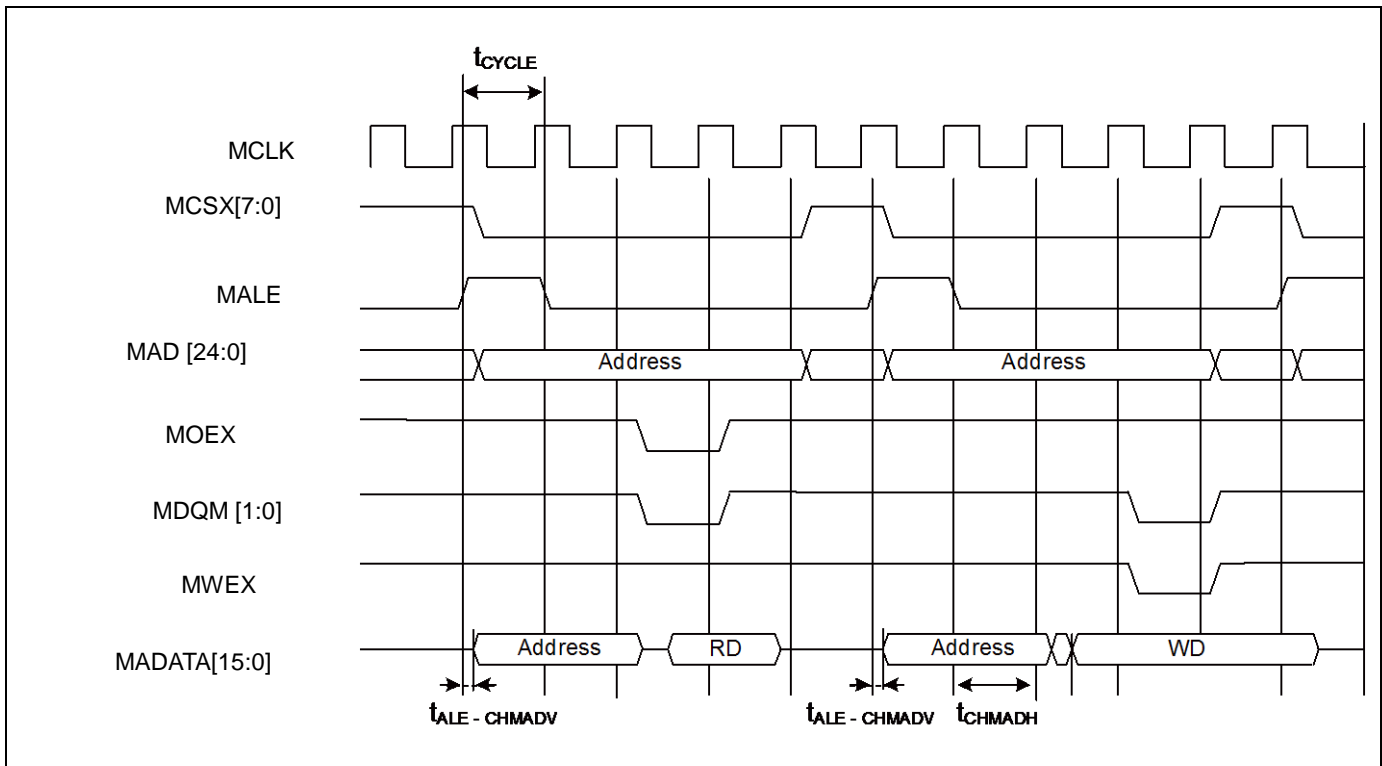 tCYCLE
MCLK
MCSX[7:0]
MALE
MAD [24:0]
Address
Address
MOEX
MDQM [1:0]
MWEX
MADATA[15:0]
Address
RD
Address
WD
tALE - CHMADV
tALE - CHMADV
tCHMADH